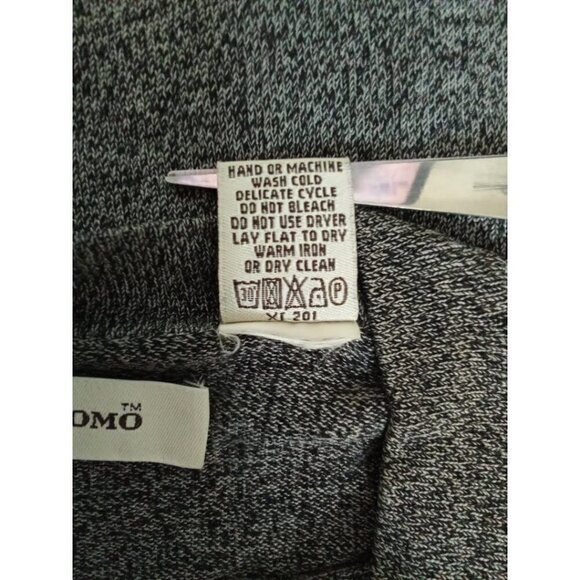 HAND OR MACHINE
WASH COLD
DELICATE CYCLE
DO NOT BLEACH
DO NOT USE DRYER
LAY FLAT TO DRY
WARM IRON
OR DRY CLEAN
30° P
201
OMO™